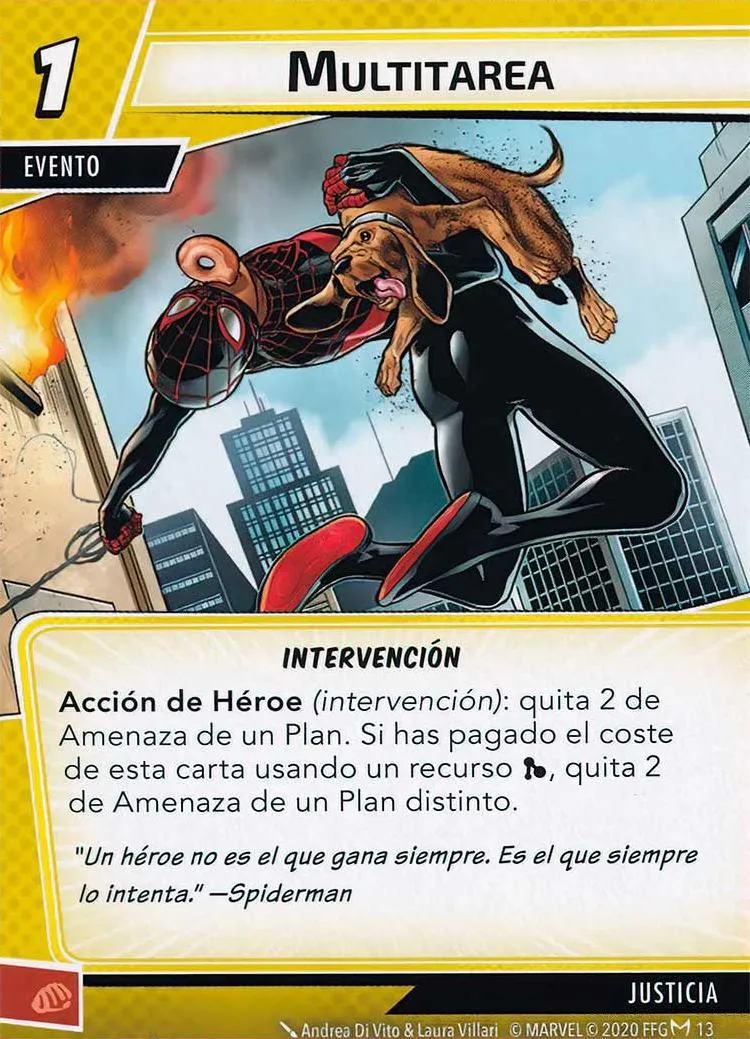 1
MULTITAREA
EVENTO
INTERVENCIÓN
Acción de Héroe (intervención): quita 2 de
Amenaza de un Plan. Si has pagado el coste
de esta carta usando un recurso , quita 2
de Amenaza de un Plan distinto.
"Un héroe no es el que gana siempre. Es el que siempre
lo intenta." —Spiderman
JUSTICIA
Andrea Di Vito & Laura Villari © MARVEL © 2020 FFG 13